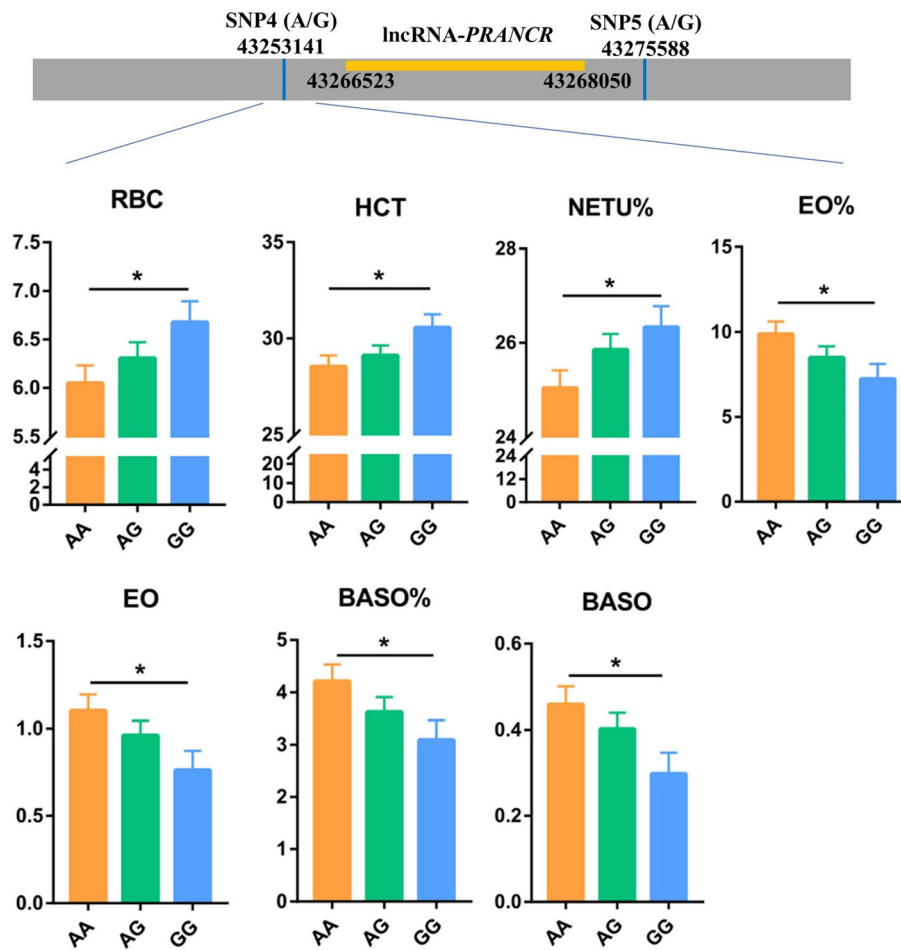 SNP4 (A/G)
43253141
lncRNA-PRANCR
SNP5 (A/G)
43275588
43266523
43268050
RBC
7.5
7.0
6.5
6.0
5.5
4
2
0
*
AA
AG
GG
HCT
35
30
25
20
10
0
*
AA
AG
GG
NETU%
28
26
24
24
12
0
*
AA
AG
GG
EO%
15
10
5
0
*
AA
AG
GG
EO
1.5
1.0
0.5
0.0
*
AA
AG
GG
BASO%
5
4
3
2
1
0
*
AA
AG
GG
BASO
0.6
0.4
0.2
0.0
*
AA
AG
GG